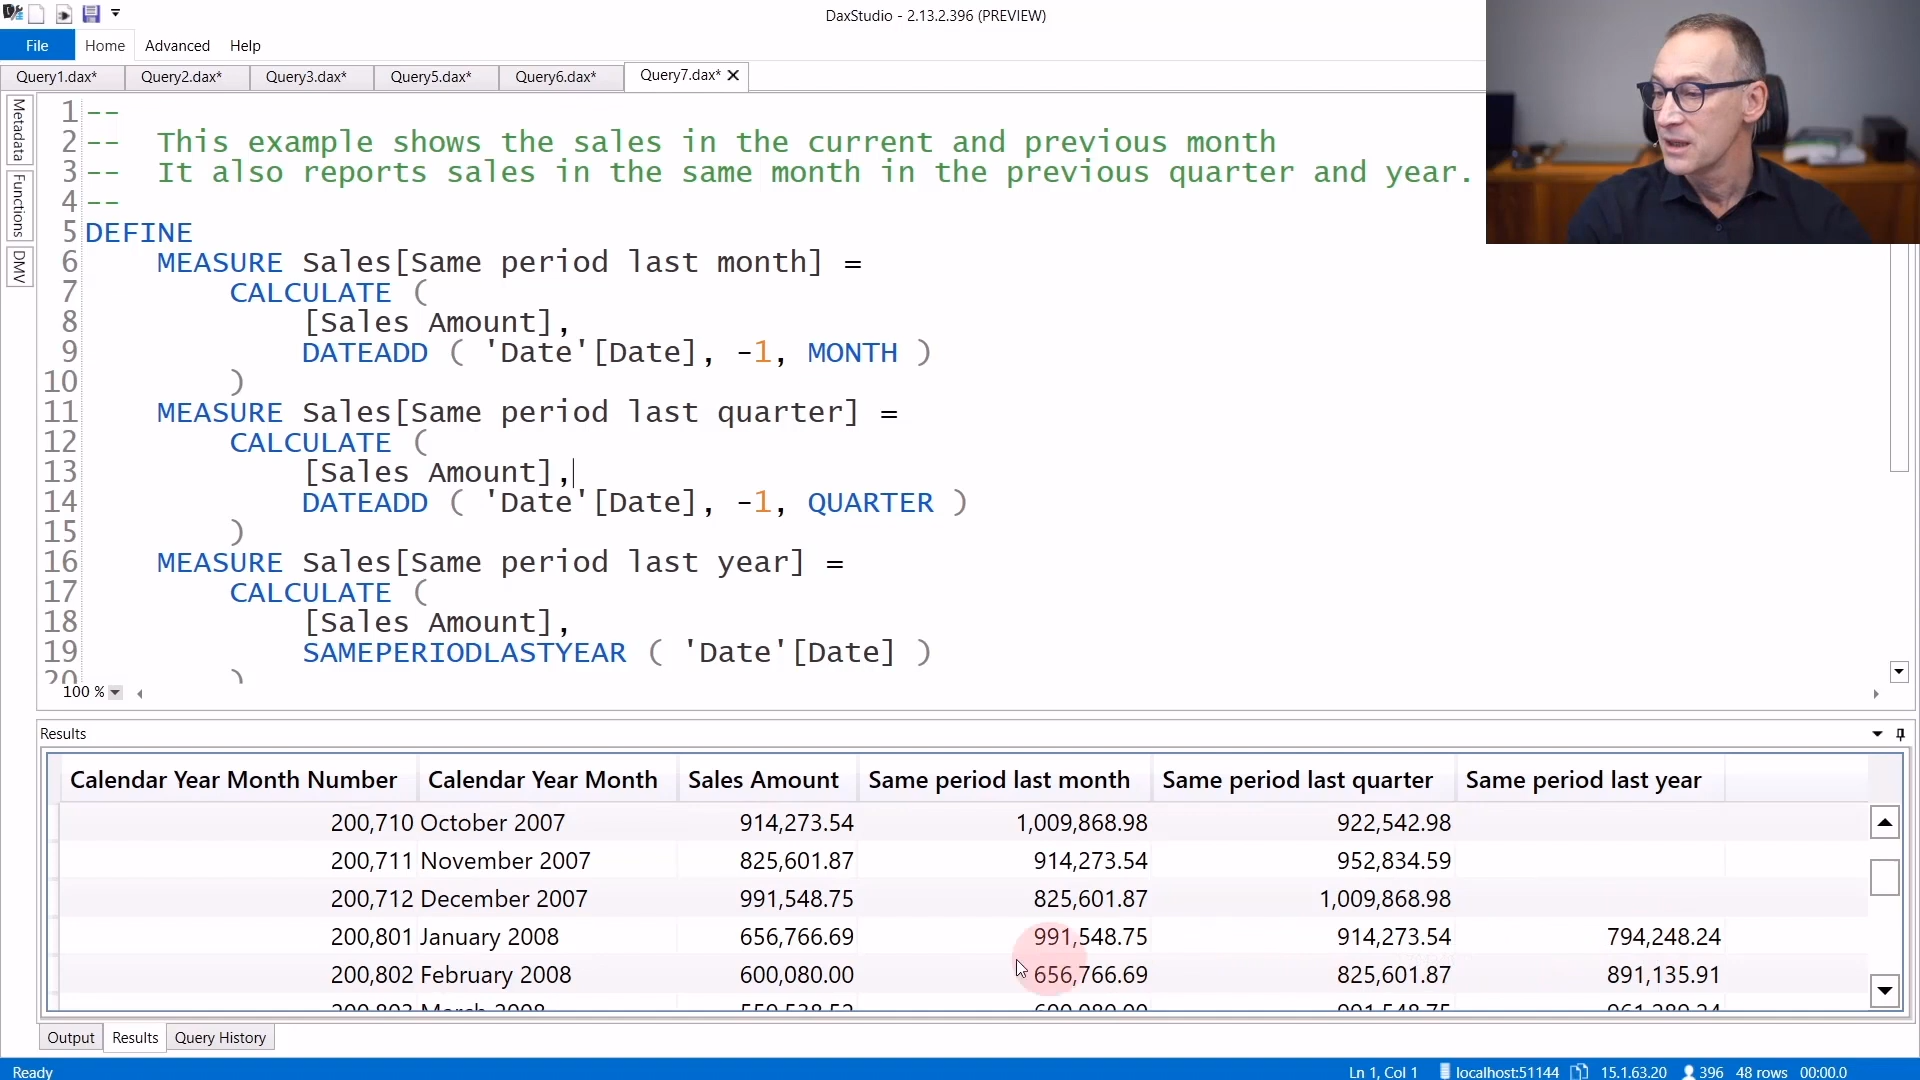 DaxStudio - 2.13.2.396 (PREVIEW)
File Home Advanced Help
Query1.dax* Query2.dax* Query3.dax* Query5.dax* Query6.dax* Query7.dax*
Metadata
Functions
DMV
1 --
2 -- This example shows the sales in the current and previous month
3 -- It also reports sales in the same month in the previous quarter and year.
4 --
5 DEFINE
6 MEASURE Sales[Same period last month] =
7 CALCULATE (
8 [Sales Amount],
9 DATEADD ( 'Date'[Date], -1, MONTH )
10 )
11 MEASURE Sales[Same period last quarter] =
12 CALCULATE (
13 [Sales Amount],
14 DATEADD ( 'Date'[Date], -1, QUARTER )
15 )
16 MEASURE Sales[Same period last year] =
17 CALCULATE (
18 [Sales Amount],
19 SAMEPERIODLASTYEAR ( 'Date'[Date] )
20 )
100 %
Results
Calendar Year Month Number Calendar Year Month Sales Amount Same period last month Same period last quarter Same period last year
200,710 October 2007 914,273.54 1,009,868.98 922,542.98
200,711 November 2007 825,601.87 914,273.54 952,834.59
200,712 December 2007 991,548.75 825,601.87 1,009,868.98
200,801 January 2008 656,766.69 991,548.75 914,273.54 794,248.24
200,802 February 2008 600,080.00 656,766.69 825,601.87 891,135.91
Output Results Query History
Ready Ln 1, Col 1 localhost:51144 15.1.63.20 396 48 rows 00:00.0